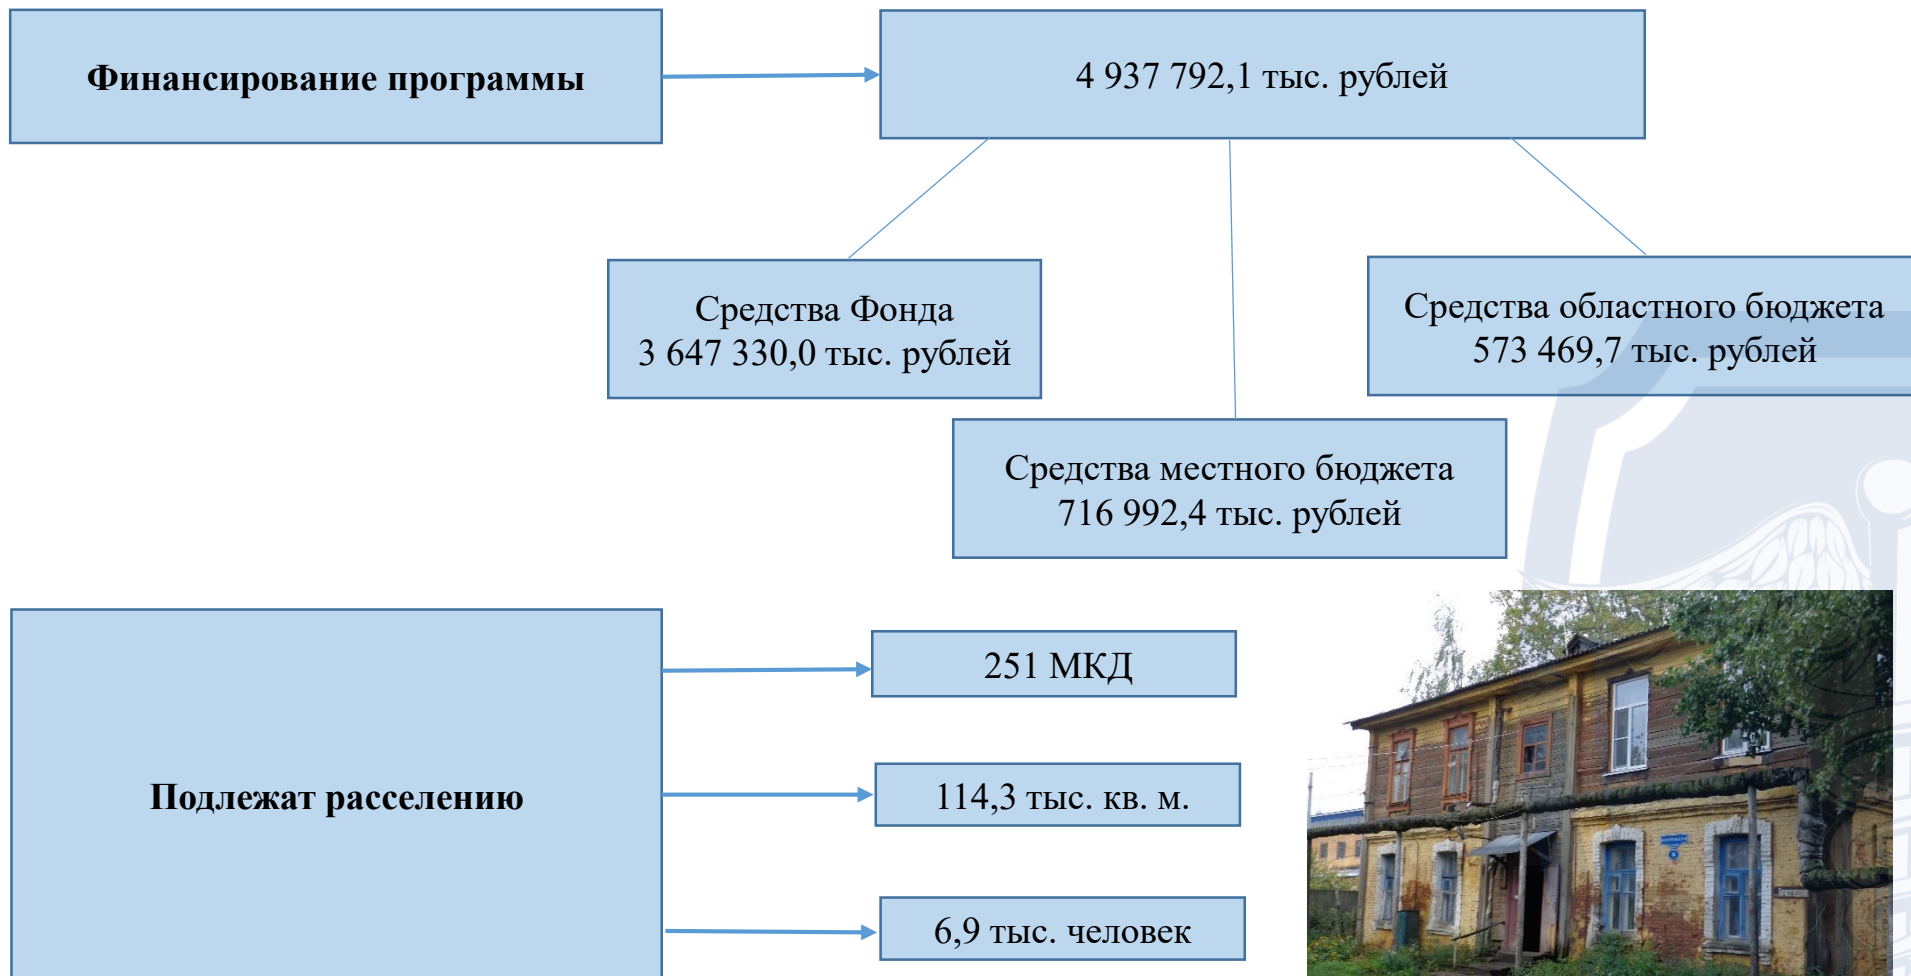 Финансирование программы
4 937 792,1 тыс. рублей
Средства Фонда
3 647 330,0 тыс. рублей
Средства областного бюджета
573 469,7 тыс. рублей
Средства местного бюджета
716 992,4 тыс. рублей
Подлежат расселению
251 МКД
114,3 тыс. кв. м.
6,9 тыс. человек